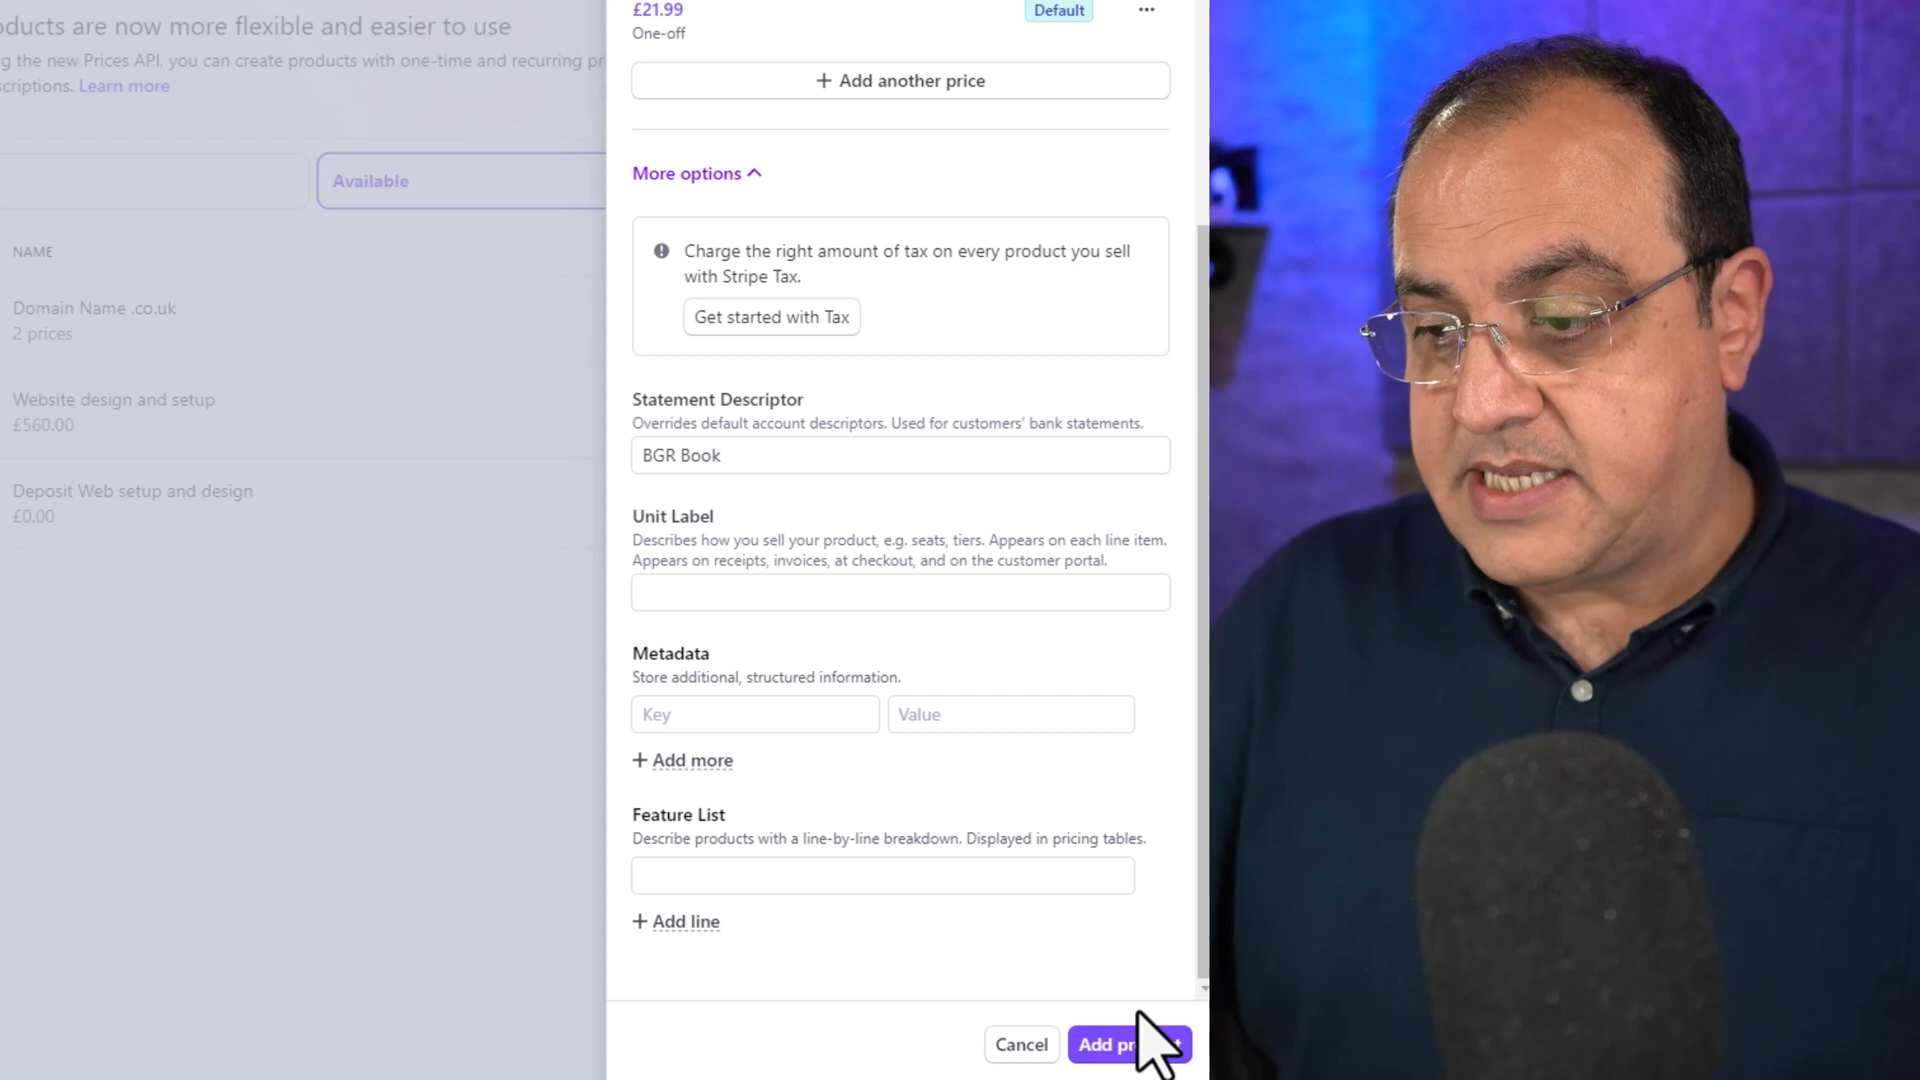 oducts are now more flexible and easier to use
g the new Prices API, you can create products with one-time and recurring pr
scriptions. Learn more
Available
NAME
Domain Name .co.uk
2 prices
Website design and setup
£560.00
Deposit Web setup and design
£0.00
£21.99
Default
One-off
+ Add another price
More options
Charge the right amount of tax on every product you sell
with Stripe Tax.
Get started with Tax
Statement Descriptor
Overrides default account descriptors. Used for customers’ bank statements.
BGR Book
Unit Label
Describes how you sell your product, e.g. seats, tiers. Appears on each line item.
Appears on receipts, invoices, at checkout, and on the customer portal.
Metadata
Store additional, structured information.
Key Value
+ Add more
Feature List
Describe products with a line-by-line breakdown. Displayed in pricing tables.
+ Add line
Cancel
Add pr t